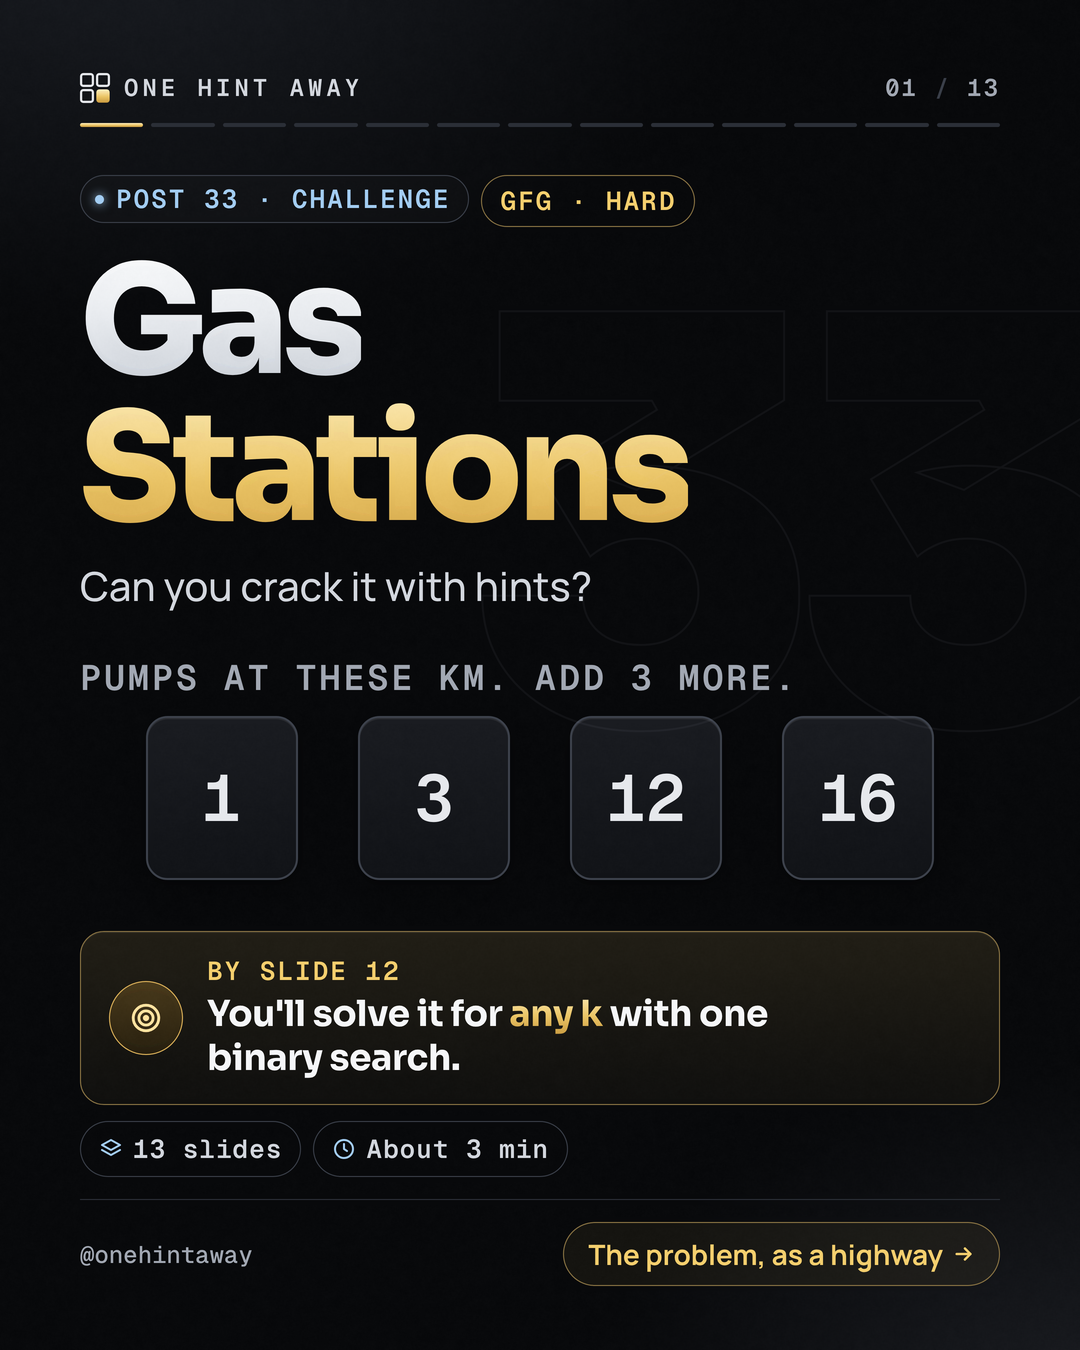 ONE HINT AWAY
01 / 13
POST 33 · CHALLENGE
GFG · HARD
33
Gas
Stations
Can you crack it with hints?
PUMPS AT THESE KM. ADD 3 MORE.
1 3 12 16
BY SLIDE 12
You'll solve it for any k with one
binary search.
13 slides
About 3 min
@onehintaway
The problem, as a highway →